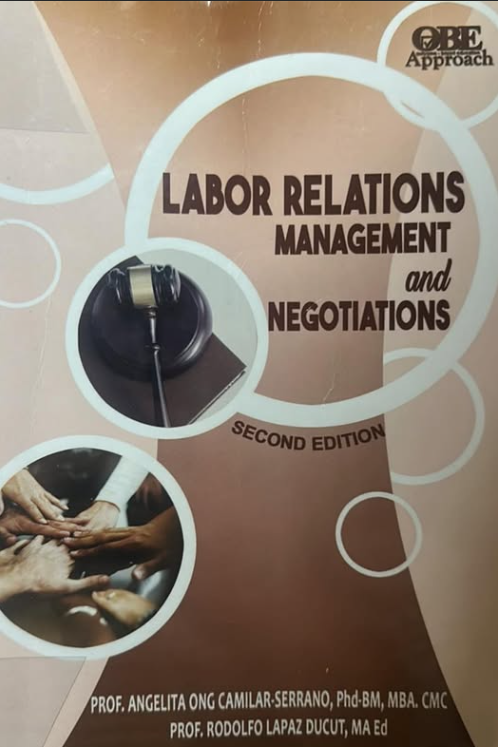 OBE
Approach
LABOR RELATIONS
MANAGEMENT
and
NEGOTIATIONS
SECOND EDITION
PROF. ANGELITA ONG CAMILAR-SERRANO, Phd-BM, MBA. CMC
PROF. RODOLFO LAPAZ DUCUT, MA Ed